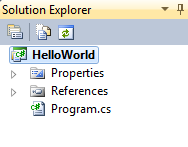 Solution Explorer
HelloWorld
Properties
References
Program.cs